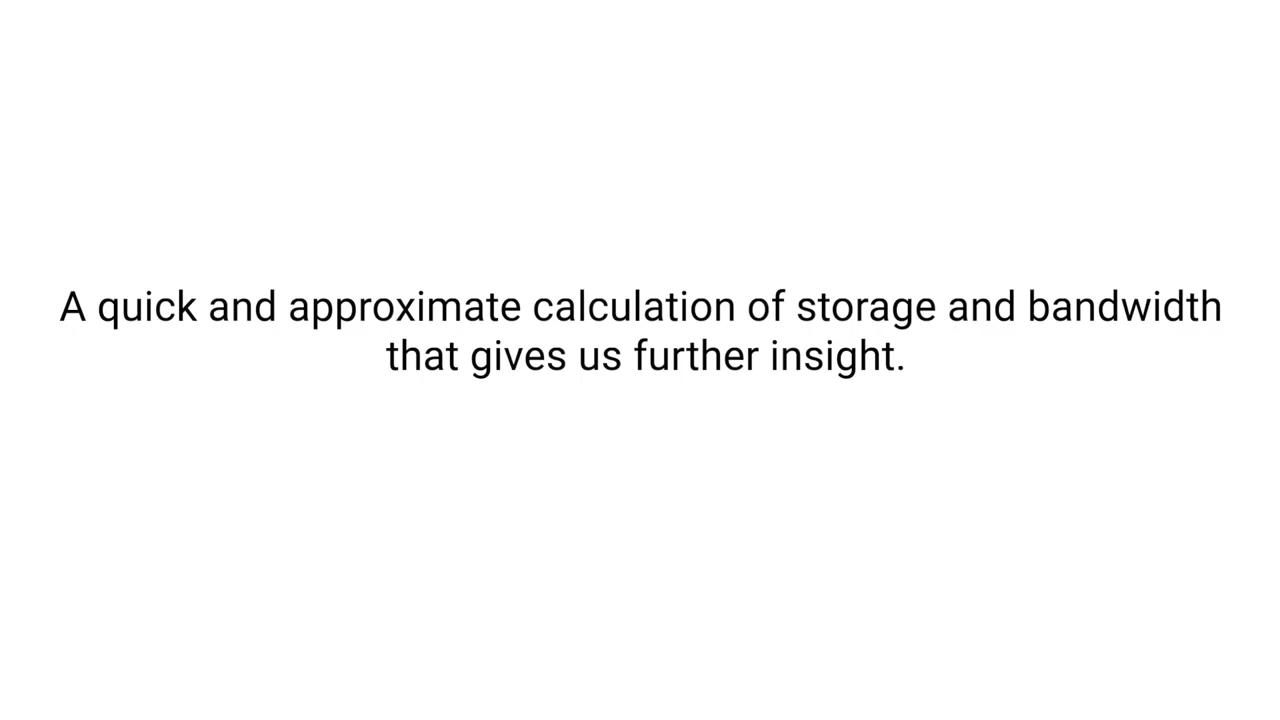 A quick and approximate calculation of storage and bandwidth
that gives us further insight.